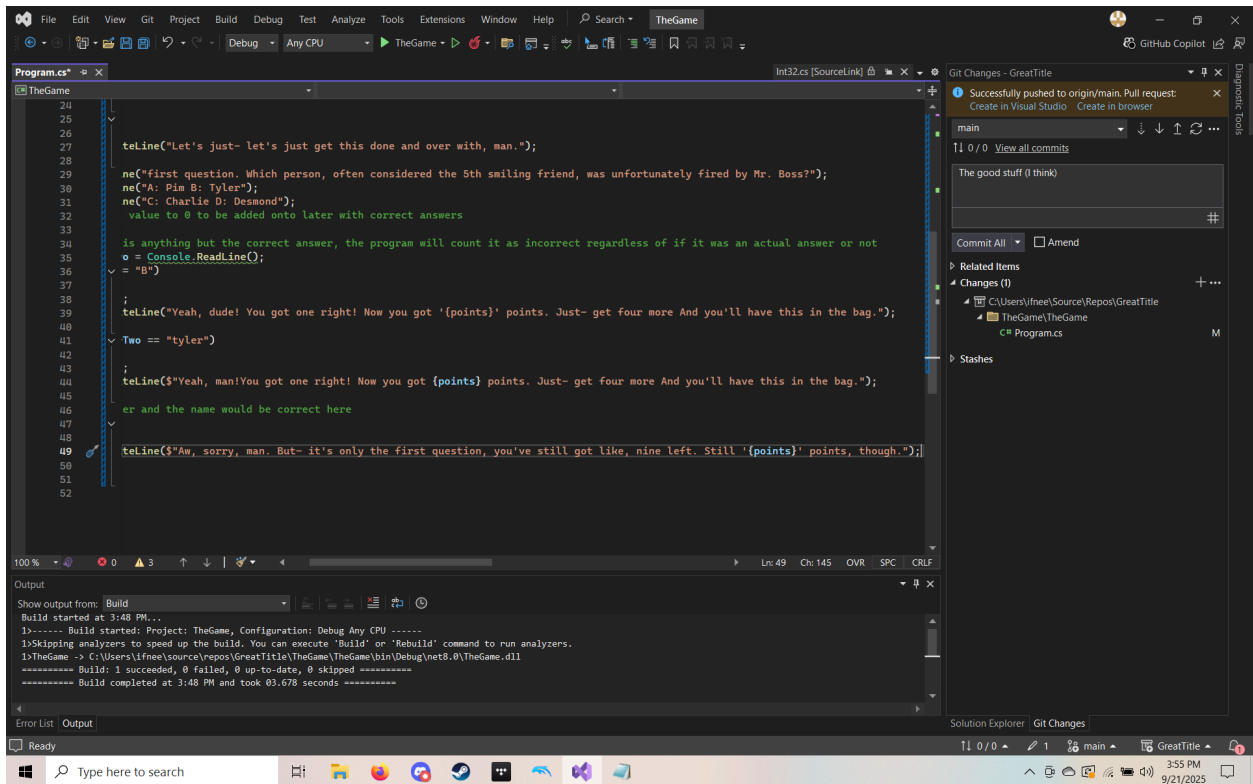 File Edit View Git Project Build Debug Test Analyze Tools Extensions Window Help Search TheGame
Debug Any CPU TheGame GitHub Copilot
Program.cs* Int32.cs [SourceLink]
TheGame
24
25
26
27 teLine("Let's just- let's just get this done and over with, man.");
28
29 ne("first question. Which person, often considered the 5th smiling friend, was unfortunately fired by Mr. Boss?");
30 ne("A: Pim B: Tyler");
31 ne("C: Charlie D: Desmond");
32 value to 0 to be added onto later with correct answers
33
34 is anything but the correct answer, the program will count it as incorrect regardless of if it was an actual answer or not
35 o = Console.ReadLine();
36 = "B")
37
38 ;
39 teLine("Yeah, dude! You got one right! Now you got '{points}' points. Just- get four more And you'll have this in the bag.");
40
41 Two == "tyler")
42
43 ;
44 teLine($"Yeah, man!You got one right! Now you got {points} points. Just- get four more And you'll have this in the bag.");
45
46 er and the name would be correct here
47
48
49 teLine($"Aw, sorry, man. But- it's only the first question, you've still got like, nine left. Still '{points}' points, though.");
50
51
52
100 % 0 3 Ln: 49 Ch: 145 OVR SPC CRLF
Output
Show output from: Build
Build started at 3:48 PM...
1>------ Build started: Project: TheGame, Configuration: Debug Any CPU ------
1>Skipping analyzers to speed up the build. You can execute 'Build' or 'Rebuild' command to run analyzers.
1>TheGame -> C:\Users\ifnee\source\repos\GreatTitle\TheGame\TheGame\bin\Debug\net8.0\TheGame.dll
========== Build: 1 succeeded, 0 failed, 0 up-to-date, 0 skipped ==========
========== Build completed at 3:48 PM and took 03.678 seconds ==========
Error List Output
Git Changes - GreatTitle
Successfully pushed to origin/main. Pull request:
Create in Visual Studio Create in browser
main
0 / 0 View all commits
The good stuff (I think)
Commit All Amend
Related Items
Changes (1)
C:\Users\ifnee\Source\Repos\GreatTitle
TheGame\TheGame
C# Program.cs M
Stashes
Solution Explorer Git Changes
Diagnostic Tools
Ready 0 / 0 1 main GreatTitle 1
Type here to search 3:55 PM
9/21/2025